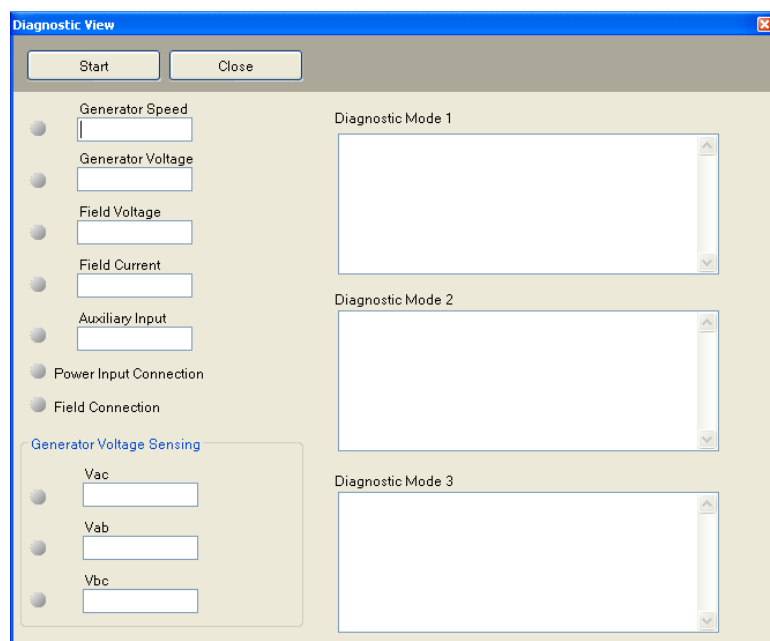 Diagnostic View
Start
Close
Generator Speed
Generator Voltage
Field Voltage
Field Current
Auxiliary Input
Power Input Connection
Field Connection
Generator Voltage Sensing
Vac
Vab
Vbc
Diagnostic Mode 1
Diagnostic Mode 2
Diagnostic Mode 3